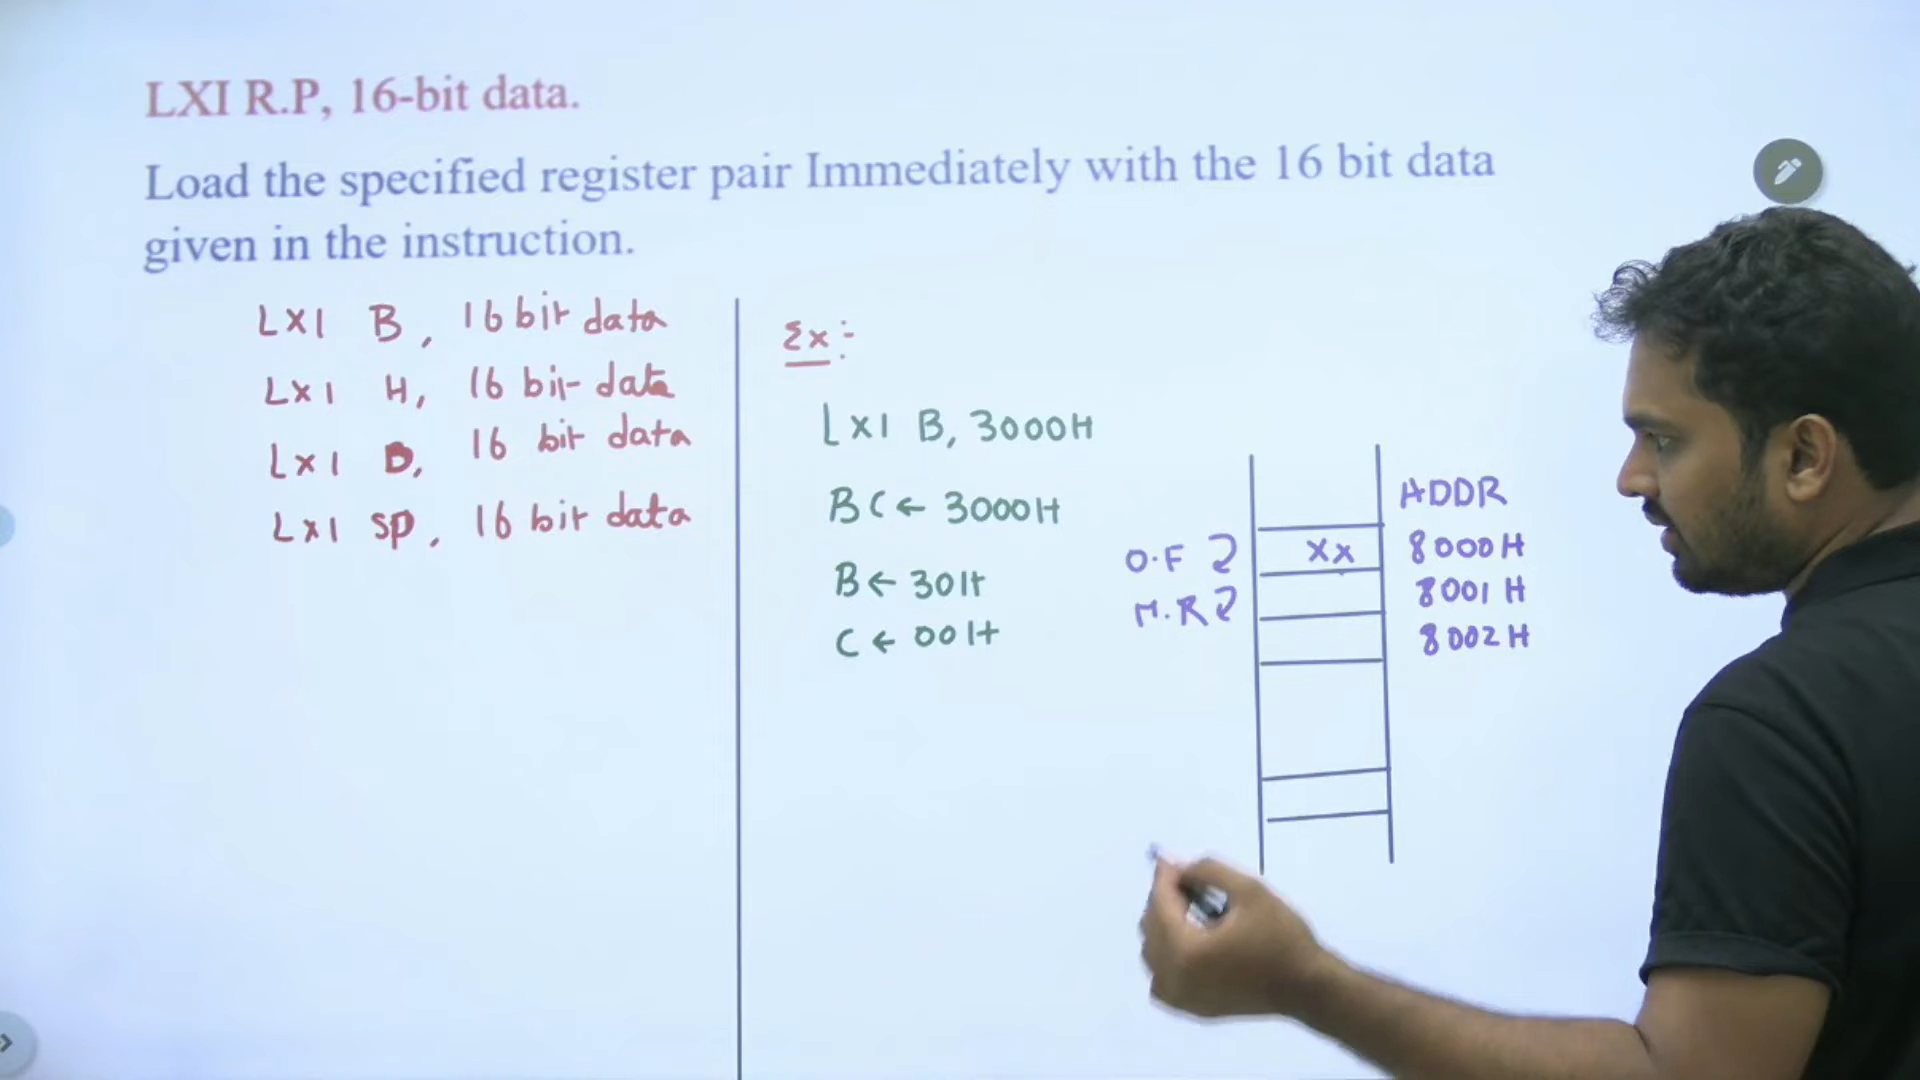 LXI R.P, 16-bit data.
Load the specified register pair Immediately with the 16 bit data
given in the instruction.
LXI B, 16 bit data
LXI H, 16 bit data
LXI D, 16 bit data
LXI SP, 16 bit data
Ex:-
LXI B, 3000H
BC ← 3000H
B ← 30H
C ← 00H
ADDR
O.F XX 8000H
M.R 8001H
8002H